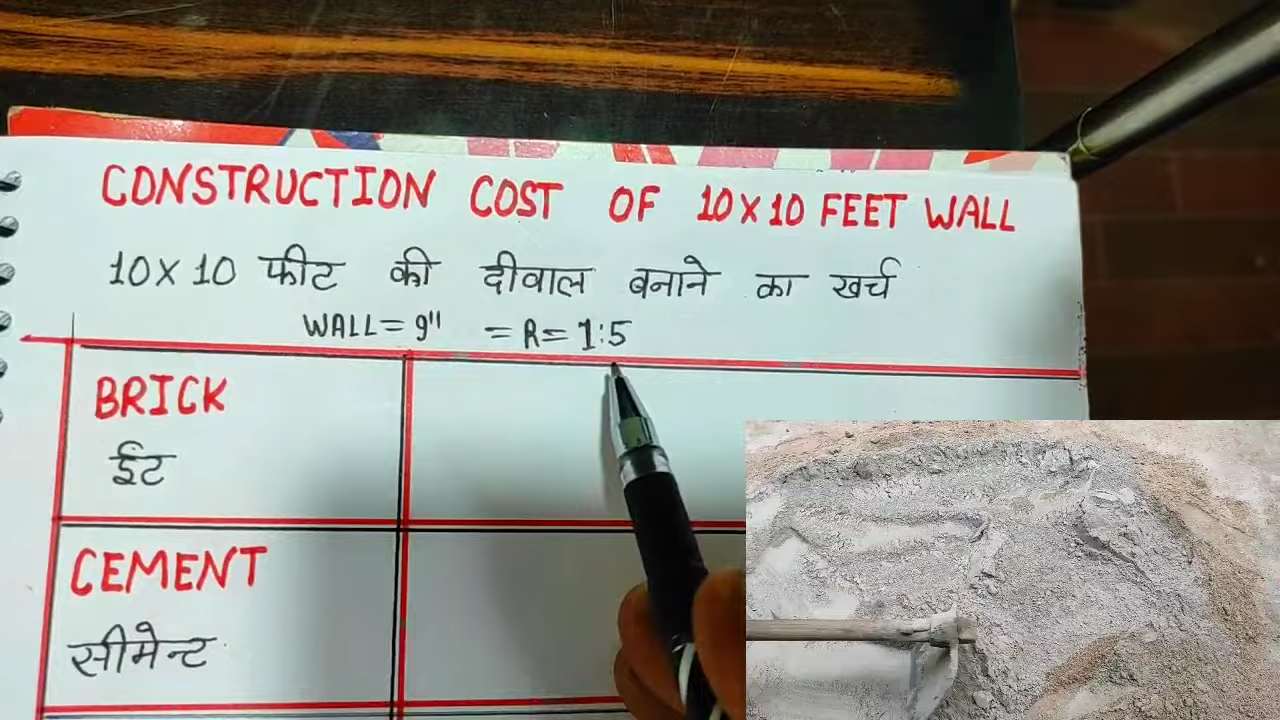 CONSTRUCTION COST OF 10X10 FEET WALL
10X10 फीट की दीवाल बनाने का खर्च
WALL= 9" = R= 1:5
BRICK
ईंट
CEMENT
सीमेन्ट